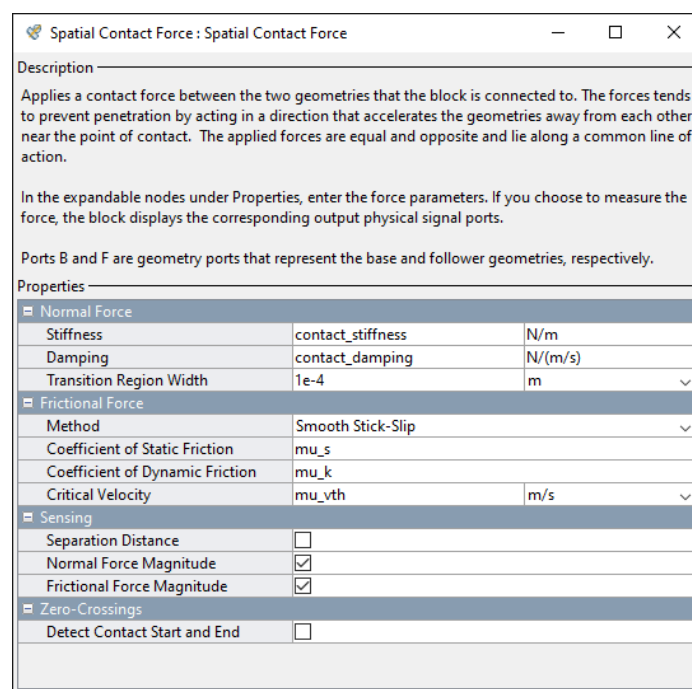 Spatial Contact Force : Spatial Contact Force
Description
Applies a contact force between the two geometries that the block is connected to. The forces tends
to prevent penetration by acting in a direction that accelerates the geometries away from each other
near the point of contact.  The applied forces are equal and opposite and lie along a common line of
action.
In the expandable nodes under Properties, enter the force parameters. If you choose to measure the
force, the block displays the corresponding output physical signal ports.
Ports B and F are geometry ports that represent the base and follower geometries, respectively.
Properties
Normal Force
Stiffness contact_stiffness N/m
Damping contact_damping N/(m/s)
Transition Region Width 1e-4 m
Frictional Force
Method Smooth Stick-Slip
Coefficient of Static Friction mu_s
Coefficient of Dynamic Friction mu_k
Critical Velocity mu_vth m/s
Sensing
Separation Distance
Normal Force Magnitude
Frictional Force Magnitude
Zero-Crossings
Detect Contact Start and End